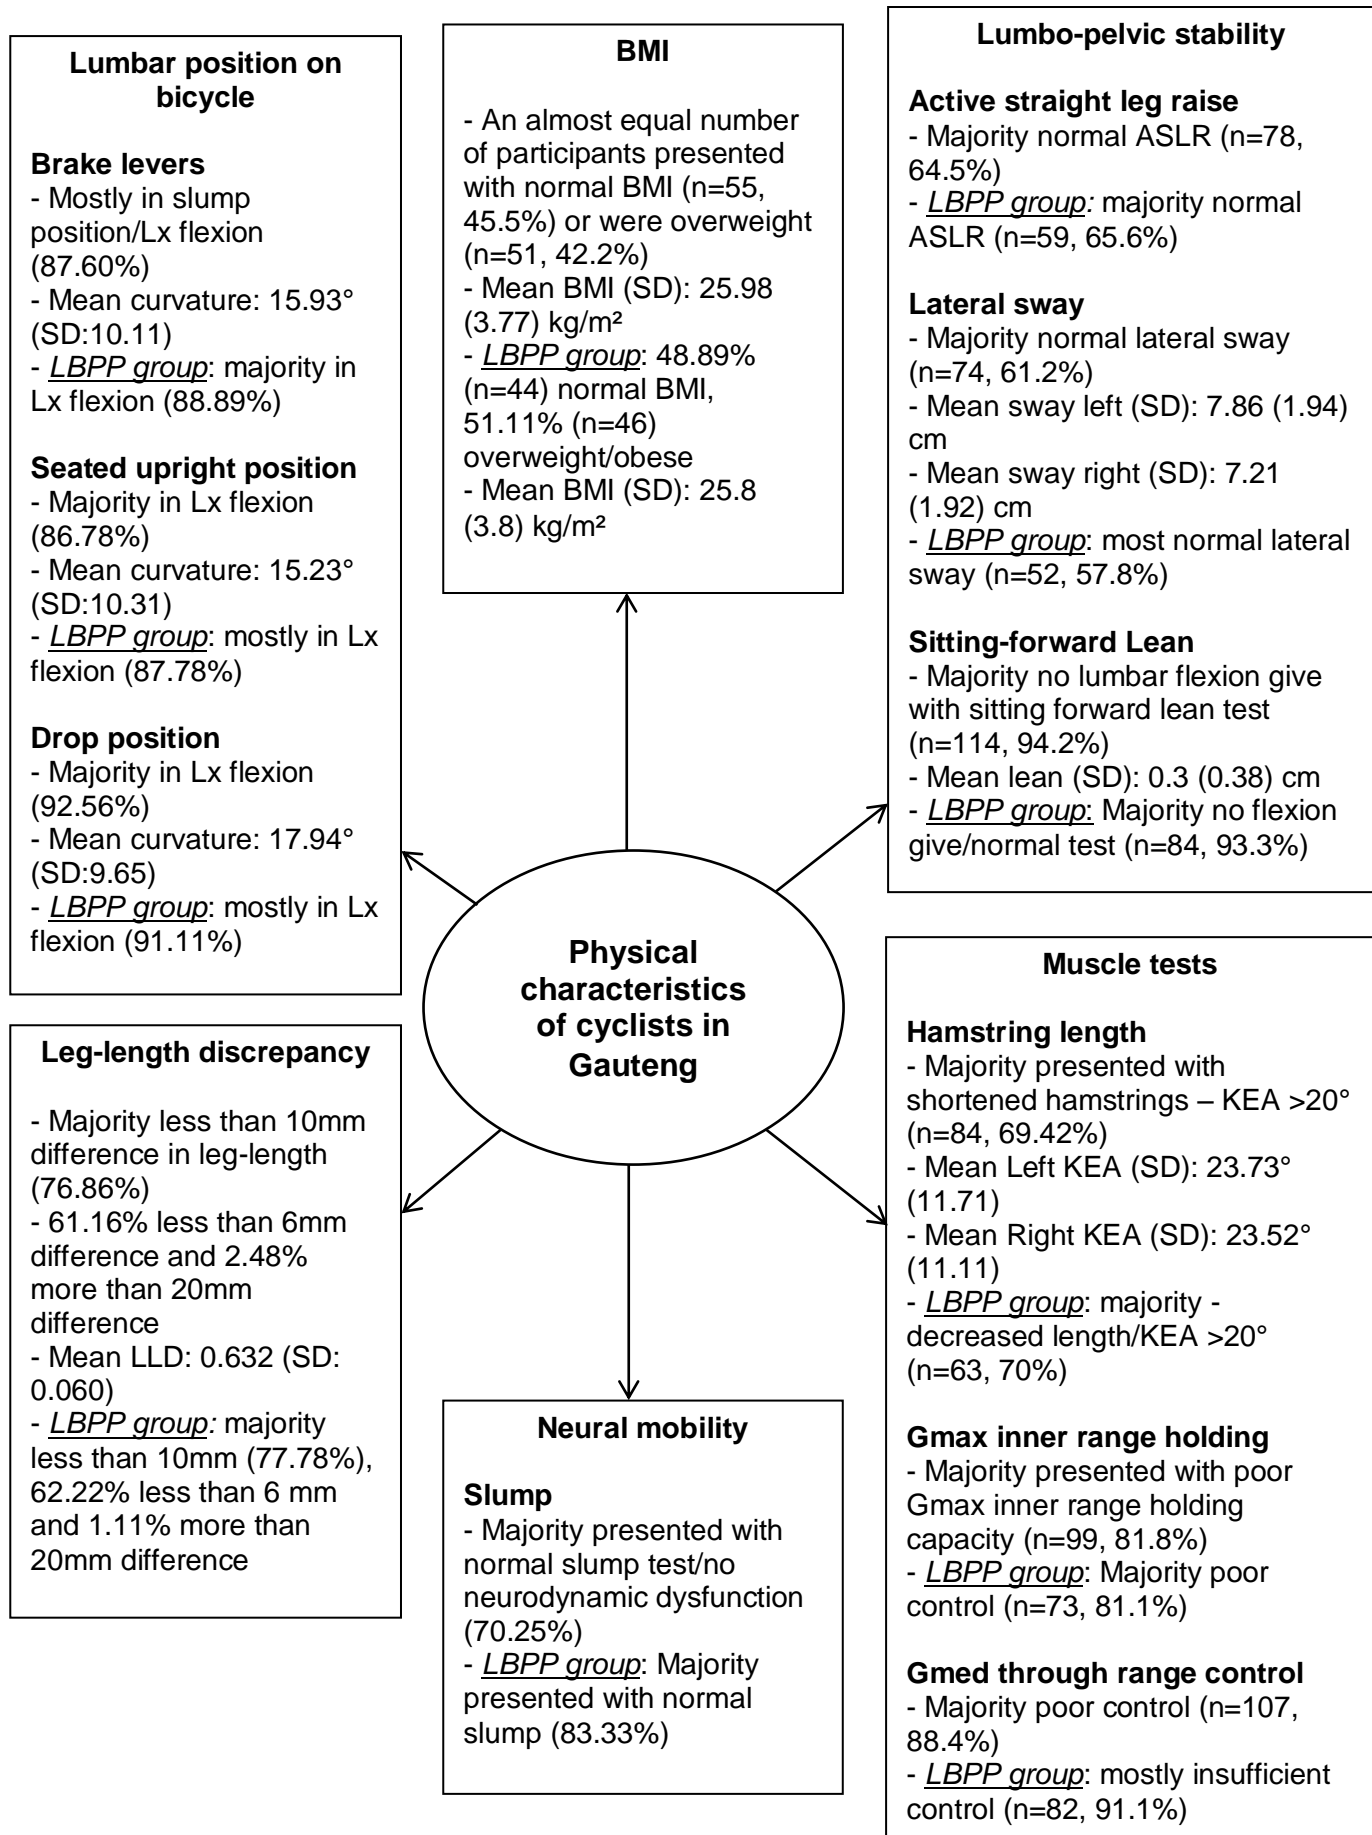 Lumbar position on
bicycle
Brake levers
- Mostly in slump
position/Lx flexion
(87.60%)
- Mean curvature: 15.93°
(SD:10.11)
- LBPP group: majority in
Lx flexion (88.89%)
Seated upright position
- Majority in Lx flexion
(86.78%)
- Mean curvature: 15.23°
(SD:10.31)
- LBPP group: mostly in Lx
flexion (87.78%)
Drop position
- Majority in Lx flexion
(92.56%)
- Mean curvature: 17.94°
(SD:9.65)
- LBPP group: mostly in Lx
flexion (91.11%)
BMI
- An almost equal number
of participants presented
with normal BMI (n=55,
45.5%) or were overweight
(n=51, 42.2%)
- Mean BMI (SD): 25.98
(3.77) kg/m²
- LBPP group: 48.89%
(n=44) normal BMI,
51.11% (n=46)
overweight/obese
- Mean BMI (SD): 25.8
(3.8) kg/m²
Lumbo-pelvic stability
Active straight leg raise
- Majority normal ASLR (n=78,
64.5%)
- LBPP group: majority normal
ASLR (n=59, 65.6%)
Lateral sway
- Majority normal lateral sway
(n=74, 61.2%)
- Mean sway left (SD): 7.86 (1.94)
cm
- Mean sway right (SD): 7.21
(1.92) cm
- LBPP group: most normal lateral
sway (n=52, 57.8%)
Sitting-forward Lean
- Majority no lumbar flexion give
with sitting forward lean test
(n=114, 94.2%)
- Mean lean (SD): 0.3 (0.38) cm
- LBPP group: Majority no flexion
give/normal test (n=84, 93.3%)
Physical
characteristics
of cyclists in
Gauteng
Leg-length discrepancy
- Majority less than 10mm
difference in leg-length
(76.86%)
- 61.16% less than 6mm
difference and 2.48%
more than 20mm
difference
- Mean LLD: 0.632 (SD:
0.060)
- LBPP group: majority
less than 10mm (77.78%),
62.22% less than 6 mm
and 1.11% more than
20mm difference
Neural mobility
Slump
- Majority presented with
normal slump test/no
neurodynamic dysfunction
(70.25%)
- LBPP group: Majority
presented with normal
slump (83.33%)
Muscle tests
Hamstring length
- Majority presented with
shortened hamstrings – KEA >20°
(n=84, 69.42%)
- Mean Left KEA (SD): 23.73°
(11.71)
- Mean Right KEA (SD): 23.52°
(11.11)
- LBPP group: majority -
decreased length/KEA >20°
(n=63, 70%)
Gmax inner range holding
- Majority presented with poor
Gmax inner range holding
capacity (n=99, 81.8%)
- LBPP group: Majority poor
control (n=73, 81.1%)
Gmed through range control
- Majority poor control (n=107,
88.4%)
- LBPP group: mostly insufficient
control (n=82, 91.1%)